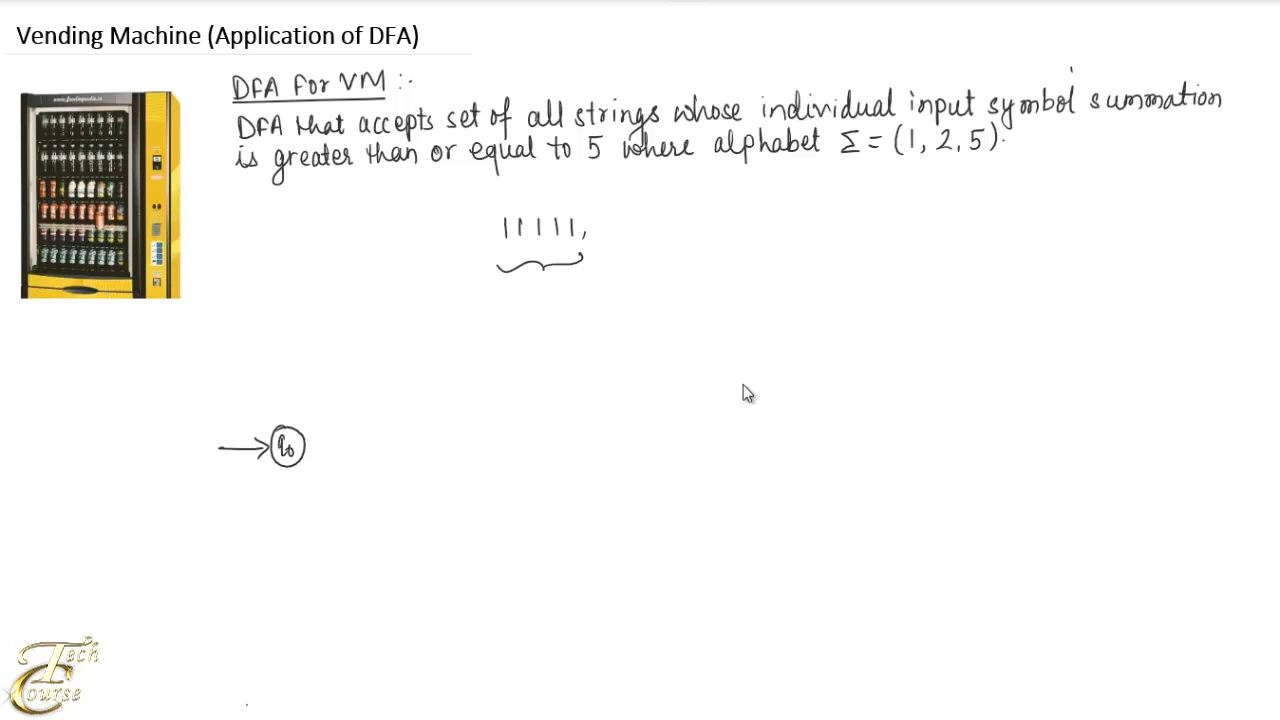 Vending Machine (Application of DFA)
DFA For VM :-
DFA that accepts set of all strings whose individual input symbol summation
is greater than or equal to 5 where alphabet Σ = (1, 2, 5).
11111,
q0
Tech
Course